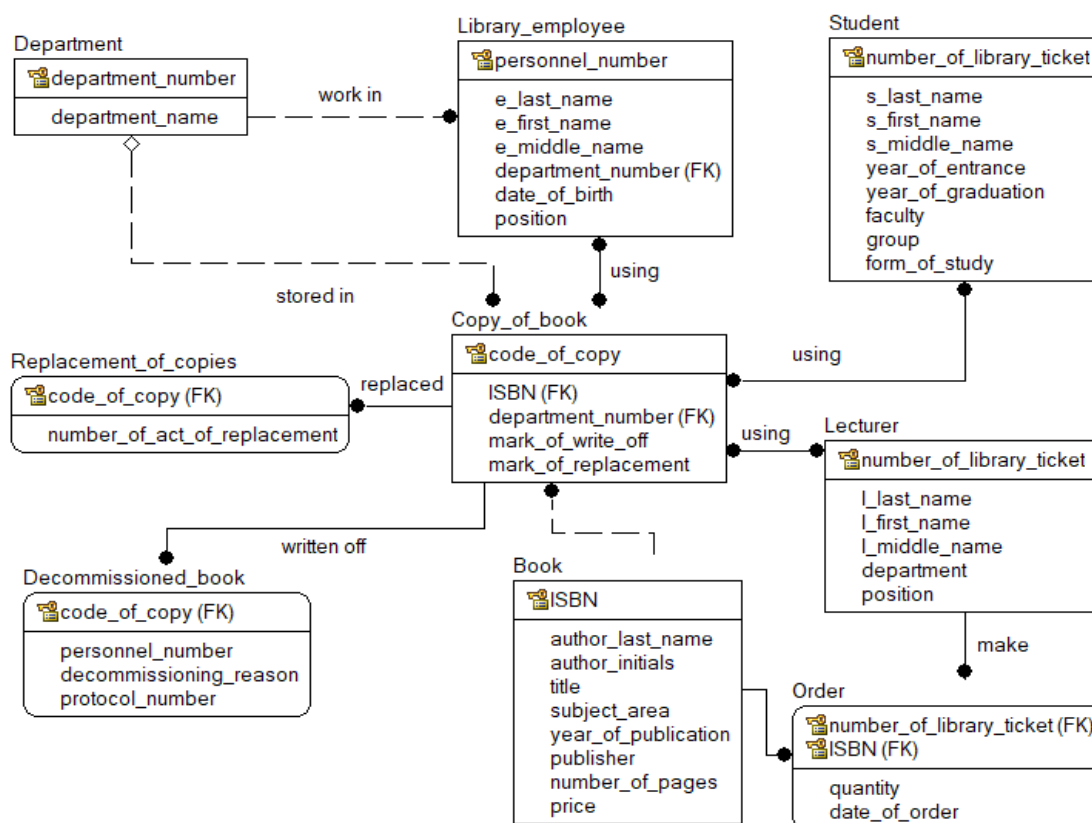 Department
department_number
department_name
work in
Library_employee
personnel_number
e_last_name
e_first_name
e_middle_name
department_number (FK)
date_of_birth
position
Student
number_of_library_ticket
s_last_name
s_first_name
s_middle_name
year_of_entrance
year_of_graduation
faculty
group
form_of_study
stored in
using
Copy_of_book
code_of_copy
ISBN (FK)
department_number (FK)
mark_of_write_off
mark_of_replacement
using
Replacement_of_copies
code_of_copy (FK)
number_of_act_of_replacement
replaced
using
Lecturer
number_of_library_ticket
l_last_name
l_first_name
l_middle_name
department
position
written off
Decommissioned_book
code_of_copy (FK)
personnel_number
decommissioning_reason
protocol_number
Book
ISBN
author_last_name
author_initials
title
subject_area
year_of_publication
publisher
number_of_pages
price
make
Order
number_of_library_ticket (FK)
ISBN (FK)
quantity
date_of_order